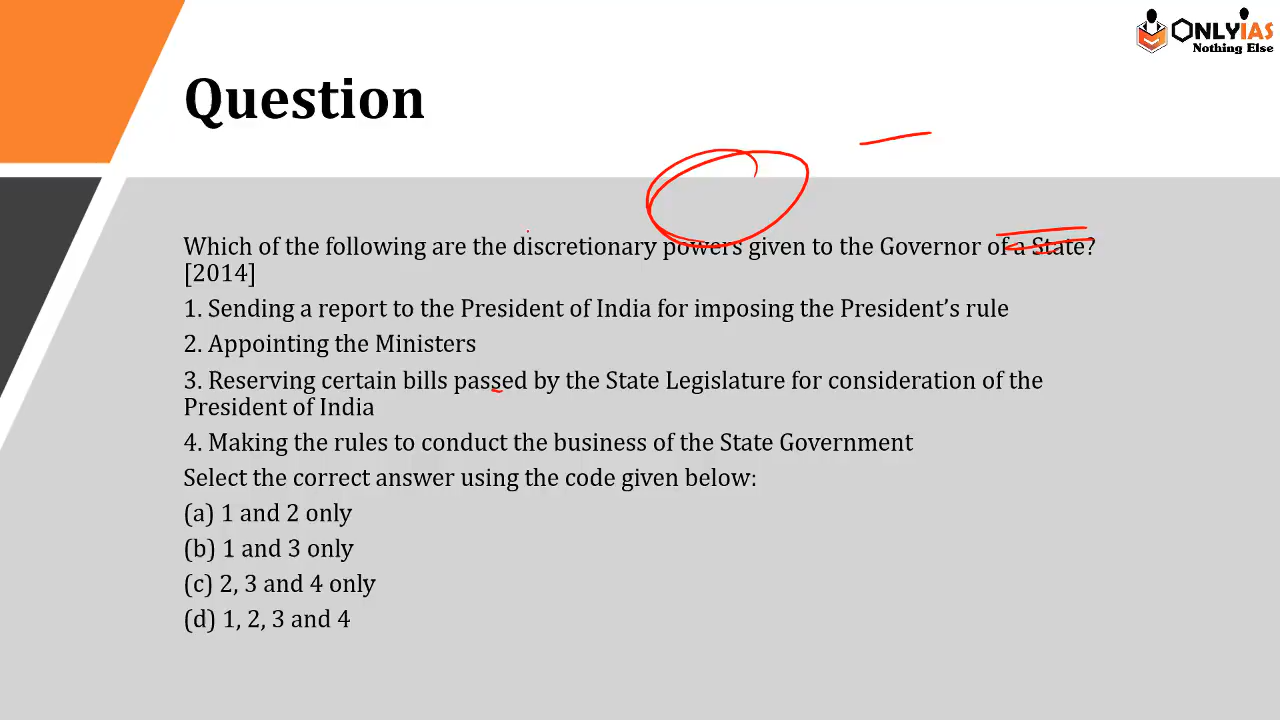 ONLYIAS
Nothing Else
Question
Which of the following are the discretionary powers given to the Governor of a State?
[2014]
1. Sending a report to the President of India for imposing the President’s rule
2. Appointing the Ministers
3. Reserving certain bills passed by the State Legislature for consideration of the
President of India
4. Making the rules to conduct the business of the State Government
Select the correct answer using the code given below:
(a) 1 and 2 only
(b) 1 and 3 only
(c) 2, 3 and 4 only
(d) 1, 2, 3 and 4